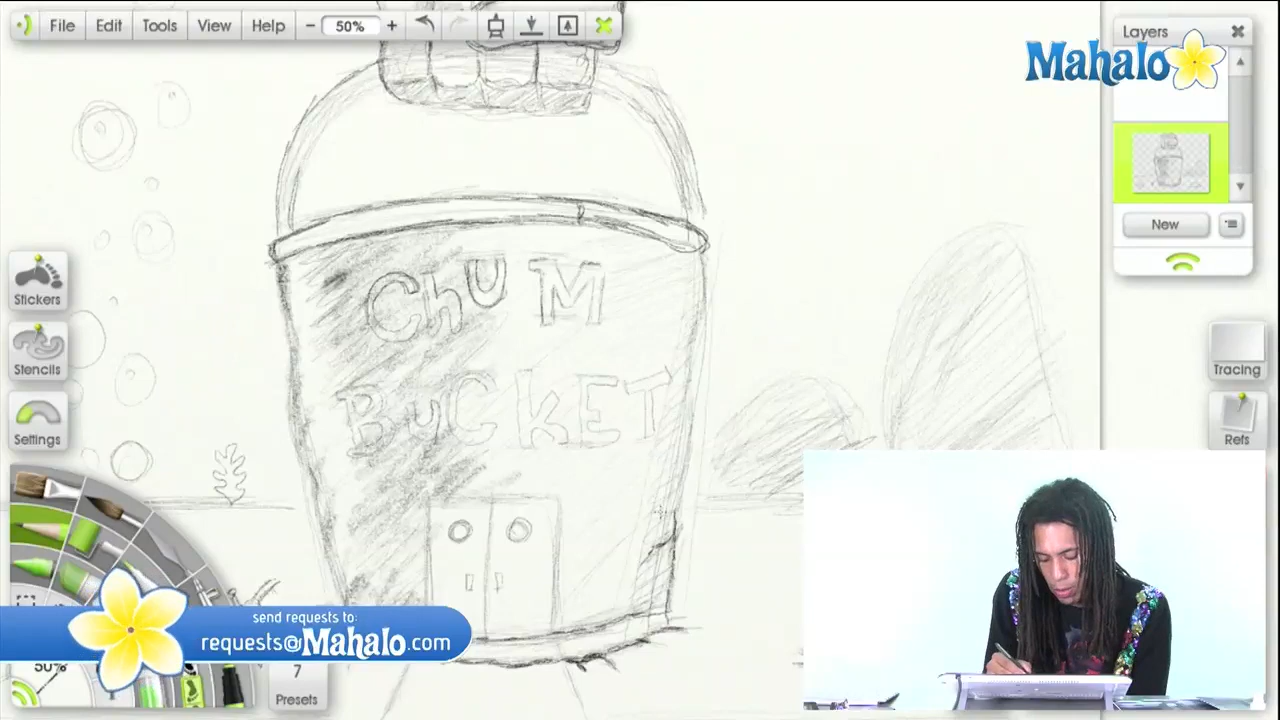 File Edit Tools View Help − 50% +
Layers
Mahalo
New
Stickers
Stencils
Settings
Tracing
Refs
ChUM
BuCkET
send requests to:
requests@Mahalo.com
50%
7
Presets